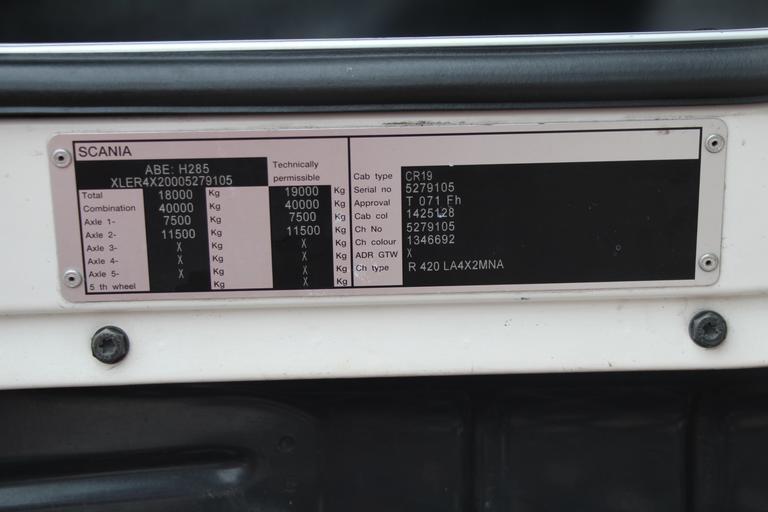 SCANIA
ABE: H285
XLER4X20005279105
Technically
permissible
Total 18000 Kg 19000 Kg
Combination 40000 Kg 40000 Kg
Axle 1- 7500 Kg 7500 Kg
Axle 2- 11500 Kg 11500 Kg
Axle 3- X Kg X Kg
Axle 4- X Kg X Kg
Axle 5- X Kg X Kg
5 th wheel Kg X Kg
Cab type CR19
Serial no 5279105
Approval T 071 Fh
Cab col 1425128
Ch No 5279105
Ch colour 1346692
ADR GTW X
Ch type R 420 LA4X2MNA